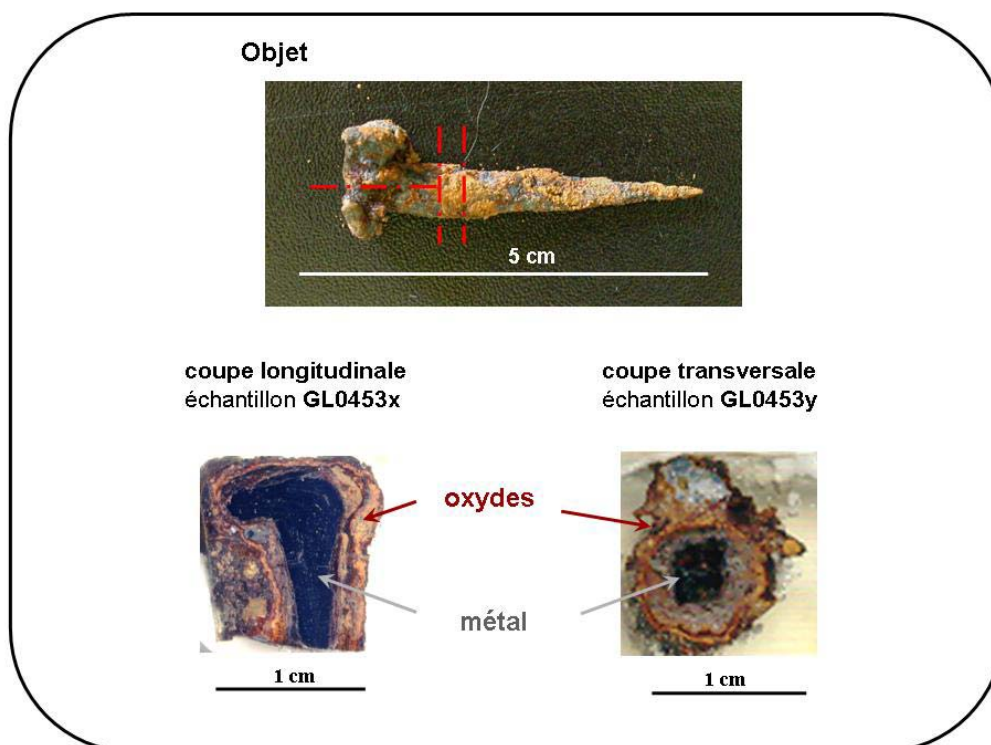 Objet
5 cm
coupe longitudinale
échantillon GL0453x
coupe transversale
échantillon GL0453y
oxydes
métal
1 cm
1 cm